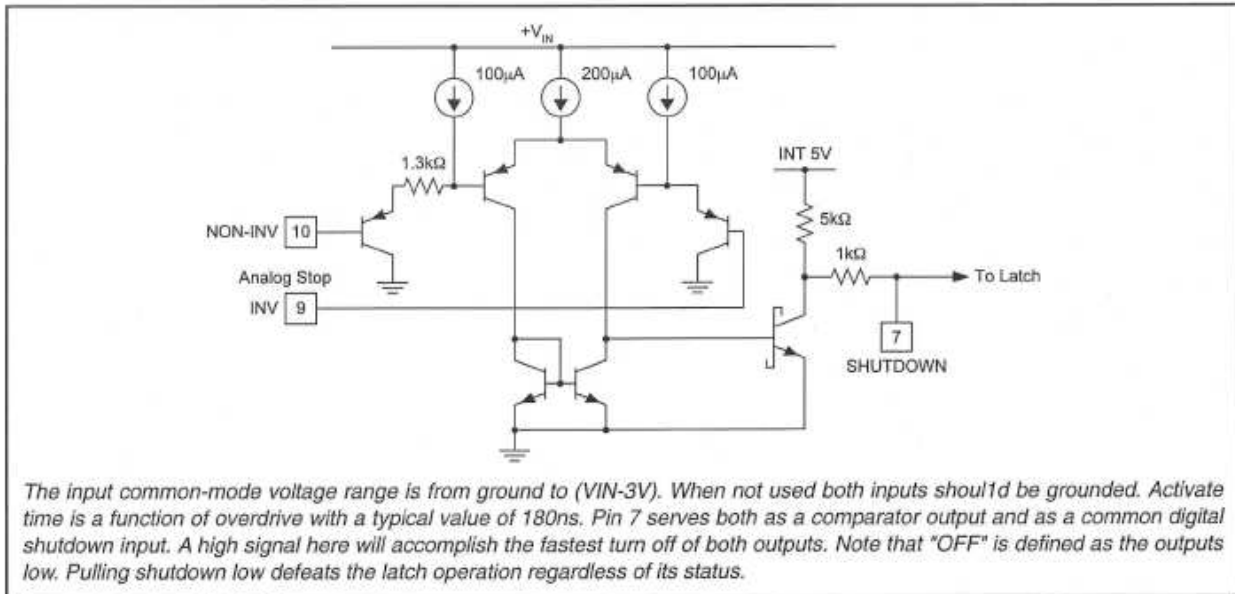 +VIN
100µA
200µA
100µA
1.3kΩ
INT 5V
5kΩ
1kΩ
NON-INV 10
To Latch
Analog Stop
INV 9
7
SHUTDOWN
The input common-mode voltage range is from ground to (VIN-3V). When not used both inputs shoul1d be grounded. Activate
time is a function of overdrive with a typical value of 180ns. Pin 7 serves both as a comparator output and as a common digital
shutdown input. A high signal here will accomplish the fastest turn off of both outputs. Note that "OFF" is defined as the outputs
low. Pulling shutdown low defeats the latch operation regardless of its status.